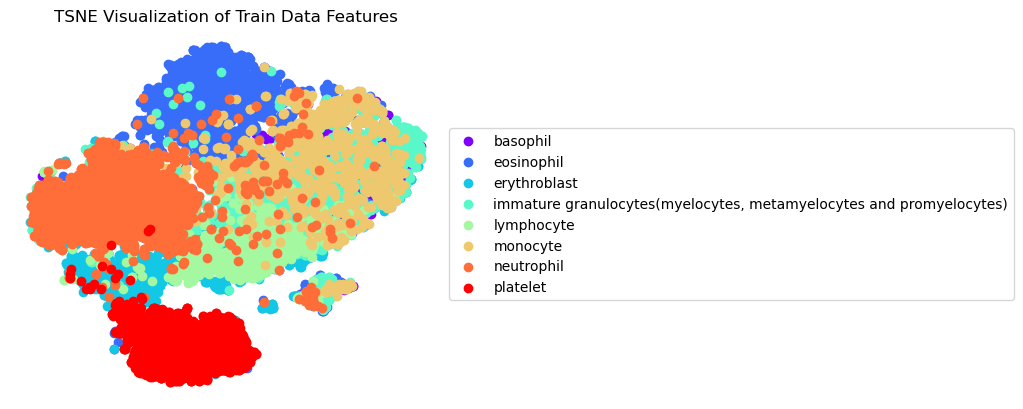 TSNE Visualization of Train Data Features
basophil
eosinophil
erythroblast
immature granulocytes(myelocytes, metamyelocytes and promyelocytes)
lymphocyte
monocyte
neutrophil
platelet